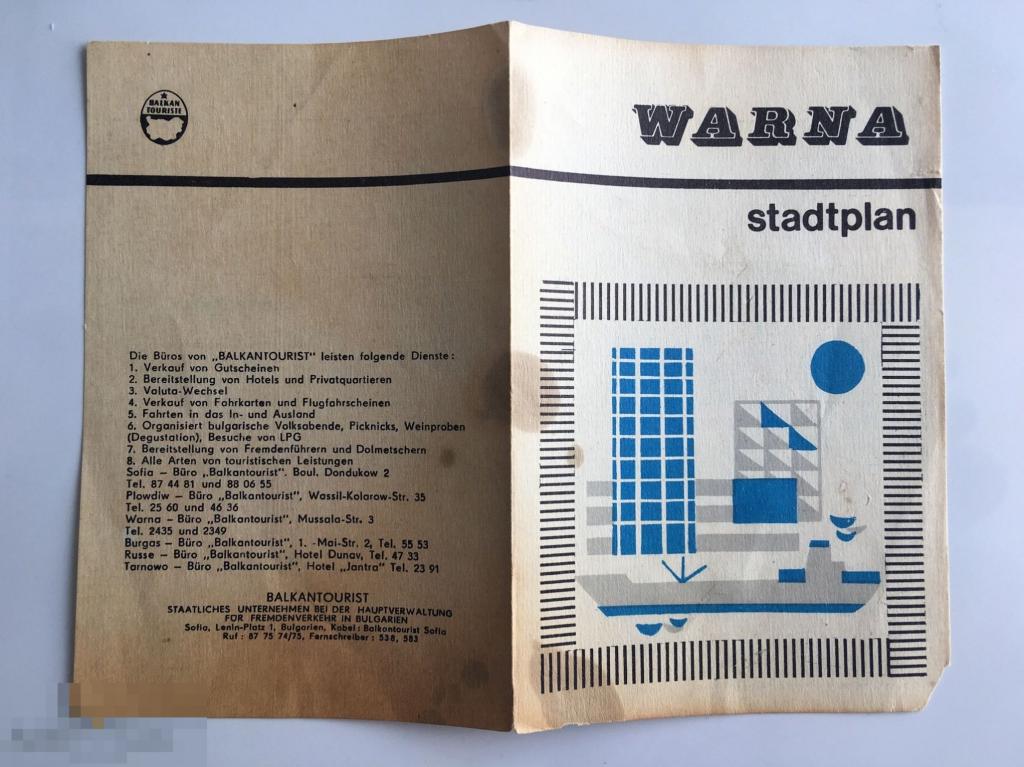 BALKAN
TOURISTE
Die Büros von „BALKANTOURIST" leisten folgende Dienste:
1. Verkauf von Gutscheinen
2. Bereitstellung von Hotels und Privatquartieren
3. Valuta-Wechsel
4. Verkauf von Fahrkarten und Flugfahrscheinen
5. Fahrten in das In- und Ausland
6. Organisiert bulgarische Volksabende, Picknicks, Weinproben
(Degustation), Besuche von LPG
7. Bereitstellung von Fremdenführern und Dolmetschern
8. Alle Arten von touristischen Leistungen
Sofia — Büro „Balkantourist". Boul. Dondukow 2
Tel. 87 44 81 und 88 06 55
Plowdiw — Büro „Balkantourist", Wassil-Kolarow-Str. 35
Tel. 25 60 und 46 36
Warna — Büro „Balkantourist", Mussala-Str. 3
Tel. 2435 und 2349
Burgas — Büro „Balkantourist", 1. -Mai-Str. 2, Tel. 55 53
Russe — Büro „Balkantourist", Hotel Dunav, Tel. 47 33
Tarnowo — Büro „Balkantourist", Hotel „Jantra" Tel. 23 91
BALKANTOURIST
STAATLICHES UNTERNEHMEN BEI DER HAUPTVERWALTUNG
FÜR FREMDENVERKEHR IN BULGARIEN
Sofia, Lenin-Platz 1, Bulgarien, Kabel: Balkantourist Sofia
Ruf: 87 75 74/75, Fernschreiber: 538, 583
WARNA
stadtplan